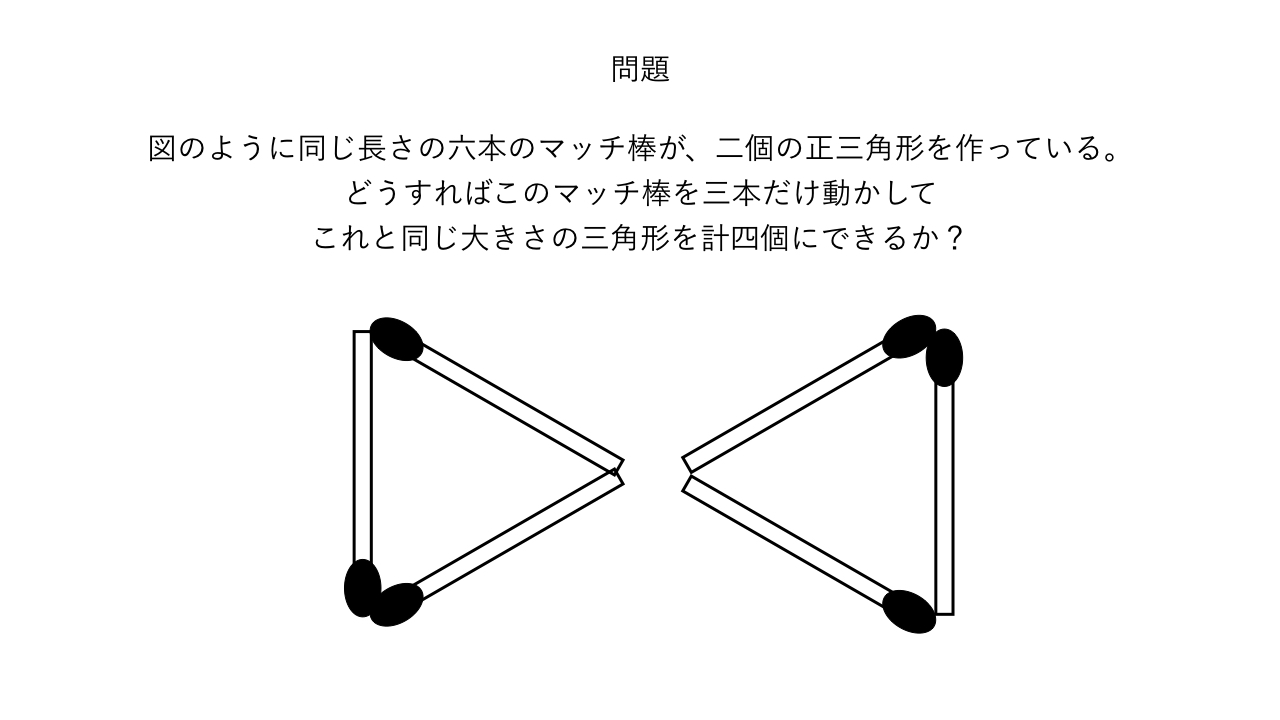 問題
図のように同じ長さの六本のマッチ棒が、二個の正三角形を作っている。
どうすればこのマッチ棒を三本だけ動かして
これと同じ大きさの三角形を計四個にできるか？